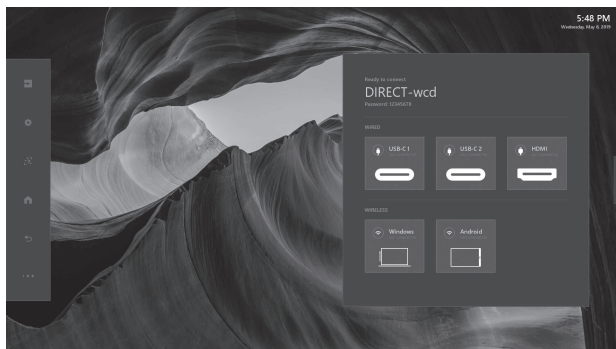 5:48 PM
Wednesday, May 8, 2019
Ready to connect
DIRECT-wcd
Password: 12345678
WIRED
USB-C 1
USB-C 2
HDMI
WIRELESS
Windows
Android